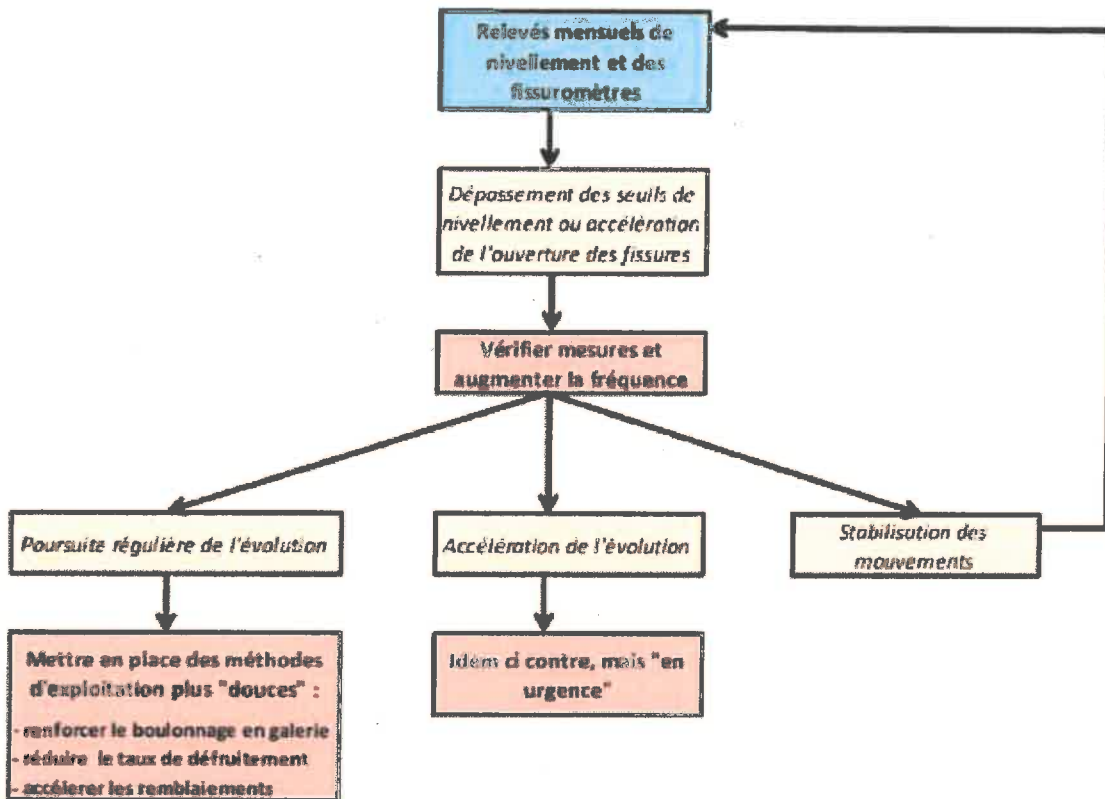 Relevés mensuels de
nivellement et des
fissuromètres
Dépassement des seuils de
nivellement ou accélération
de l'ouverture des fissures
Vérifier mesures et
augmenter la fréquence
Poursuite régulière de l'évolution
Accélération de l'évolution
Stabilisation des
mouvements
Mettre en place des méthodes
d'exploitation plus "douces" :
- renforcer le boulonnage en galerie
- réduire le taux de défruitement
- accélerer les remblaiements
Idem ci contre, mais "en
urgence"